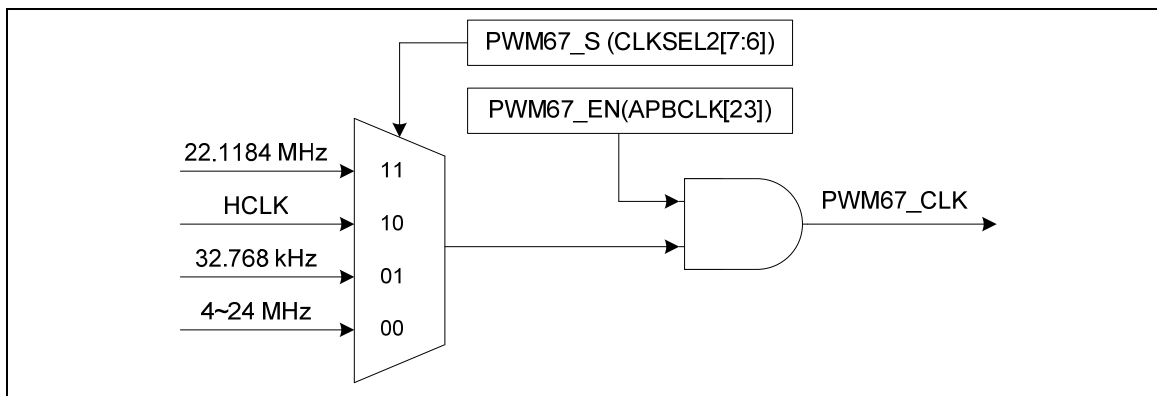 PWM67_S (CLKSEL2[7:6])
PWM67_EN(APBCLK[23])
22.1184 MHz
11
HCLK
10
32.768 kHz
01
4~24 MHz
00
PWM67_CLK